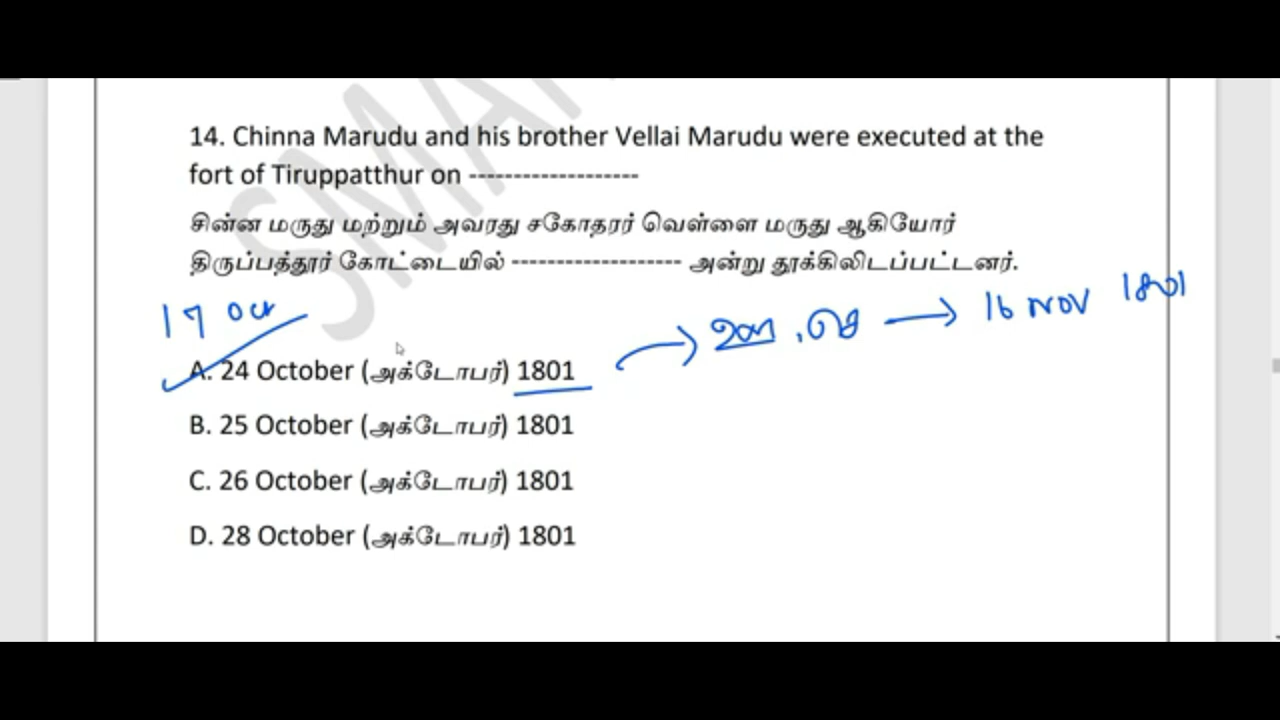 SMAR
14. Chinna Marudu and his brother Vellai Marudu were executed at the
fort of Tiruppatthur on -------------------
சின்ன மருது மற்றும் அவரது சகோதரர் வெள்ளை மருது ஆகியோர்
திருப்பத்தூர் கோட்டையில் ------------------- அன்று தூக்கிலிடப்பட்டனர்.
17 Oct
ஊமை .செ → 16 Nov 1801
A. 24 October (அக்டோபர்) 1801
B. 25 October (அக்டோபர்) 1801
C. 26 October (அக்டோபர்) 1801
D. 28 October (அக்டோபர்) 1801